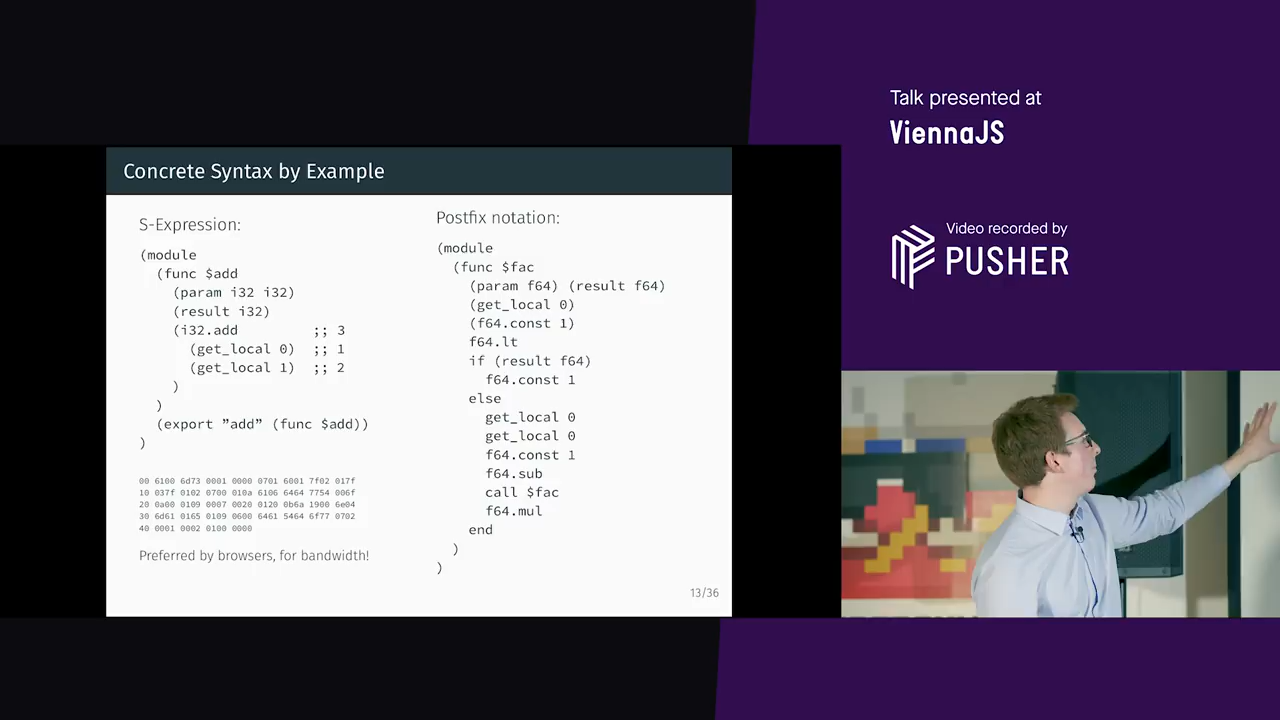 Talk presented at
ViennaJS
Video recorded by
PUSHER
Concrete Syntax by Example
S-Expression:
(module
(func $add
(param i32 i32)
(result i32)
(i32.add ;; 3
(get_local 0) ;; 1
(get_local 1) ;; 2
)
)
(export ”add” (func $add))
)
00 6100 6d73 0001 0000 0701 6001 7f02 017f
10 037f 0102 0700 010a 6106 6464 7754 006f
20 0a00 0109 0007 0020 0120 0b6a 1900 6e04
30 6d61 0165 0109 0600 6461 5464 6f77 0702
40 0001 0002 0100 0000
Preferred by browsers, for bandwidth!
Postfix notation:
(module
(func $fac
(param f64) (result f64)
(get_local 0)
(f64.const 1)
f64.lt
if (result f64)
f64.const 1
else
get_local 0
get_local 0
f64.const 1
f64.sub
call $fac
f64.mul
end
)
)
13/36